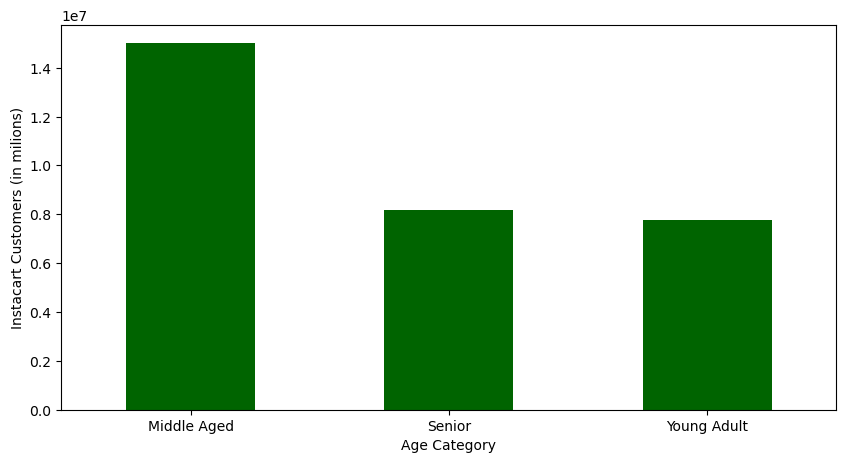 1e7
1.4
1.2
1.0
0.8
0.6
0.4
0.2
0.0
Instacart Customers (in milions)
Middle Aged Senior Young Adult
Age Category